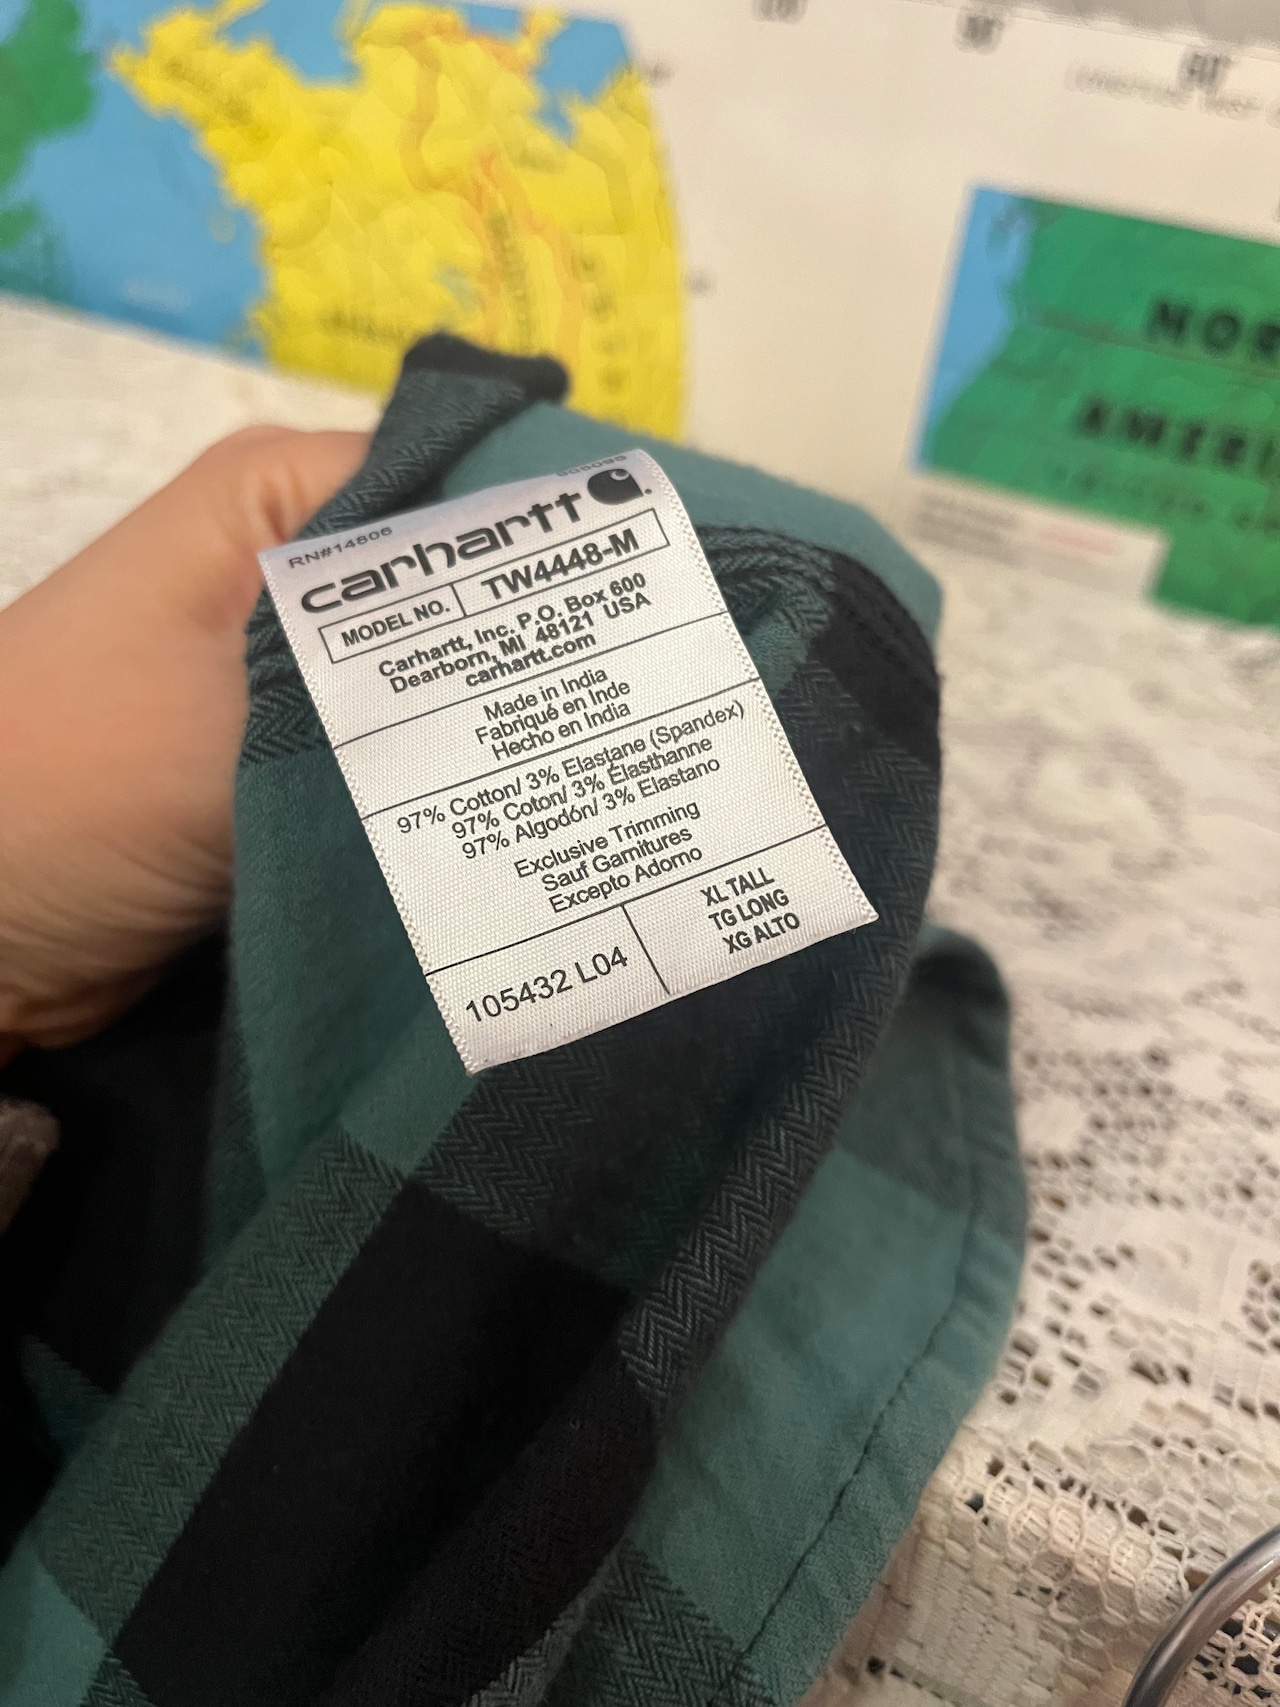 NOR
AMERI
RN#14806
carhartt
MODEL NO. TW4448-M
Carhartt, Inc. P.O. Box 600
Dearborn, MI 48121 USA
carhartt.com
Made in India
Fabriqué en Inde
Hecho en India
97% Cotton/ 3% Elastane (Spandex)
97% Coton/ 3% Élasthanne
97% Algodón/ 3% Elastano
Exclusive Trimming
Sauf Garnitures
Excepto Adorno
105432 L04
XL TALL
TG LONG
XG ALTO